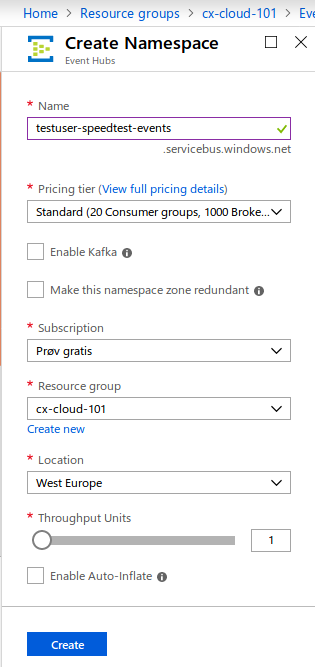 Home > Resource groups > cx-cloud-101 > Eve
Create Namespace
Event Hubs
* Name
testuser-speedtest-events
.servicebus.windows.net
* Pricing tier (View full pricing details)
Standard (20 Consumer groups, 1000 Broke...
Enable Kafka
Make this namespace zone redundant
* Subscription
Prøv gratis
* Resource group
cx-cloud-101
Create new
* Location
West Europe
* Throughput Units
1
Enable Auto-Inflate
Create